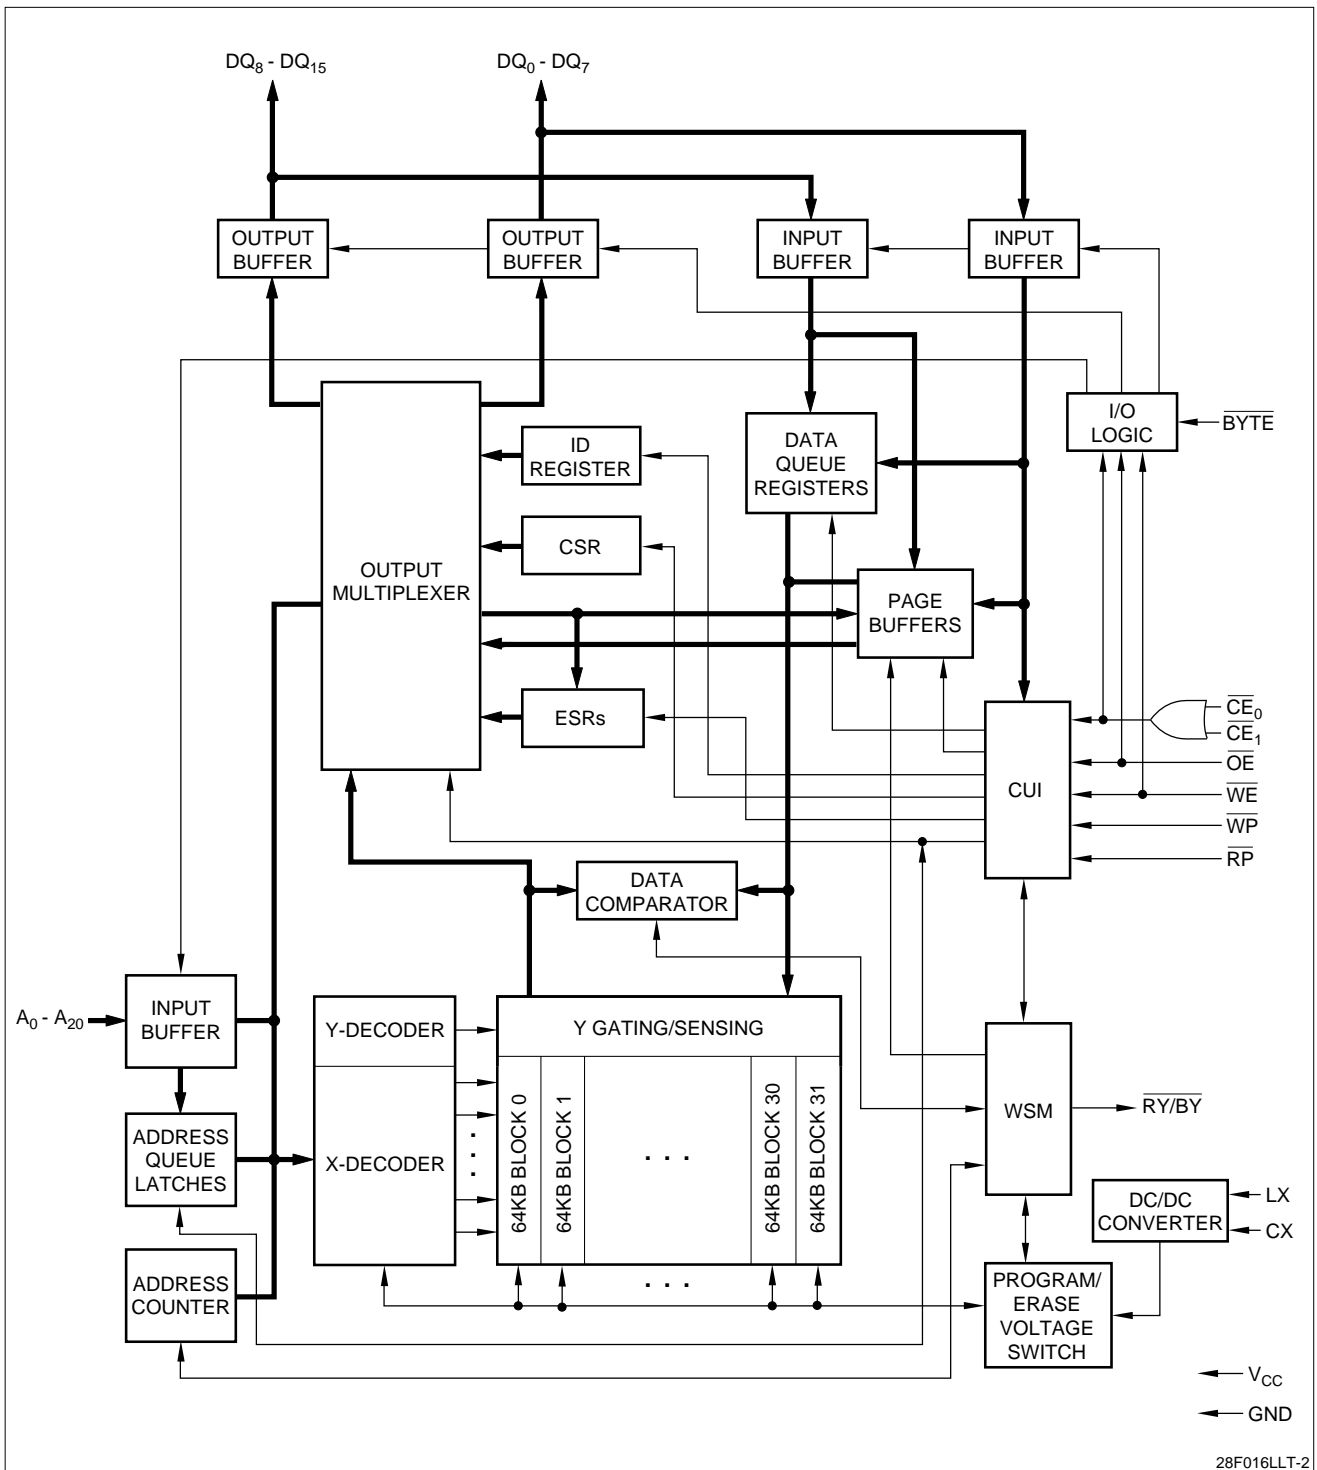 DQ8 - DQ15
DQ0 - DQ7
OUTPUT
BUFFER
OUTPUT
BUFFER
INPUT
BUFFER
INPUT
BUFFER
I/O
LOGIC
BYTE
ID
REGISTER
DATA
QUEUE
REGISTERS
CSR
OUTPUT
MULTIPLEXER
PAGE
BUFFERS
ESRs
CUI
CE0
CE1
OE
WE
WP
RP
DATA
COMPARATOR
A0 - A20
INPUT
BUFFER
Y-DECODER
Y GATING/SENSING
ADDRESS
QUEUE
LATCHES
X-DECODER
. . .
64KB BLOCK 0
64KB BLOCK 1
. . .
64KB BLOCK 30
64KB BLOCK 31
WSM
RY/BY
DC/DC
CONVERTER
LX
CX
ADDRESS
COUNTER
. . .
PROGRAM/
ERASE
VOLTAGE
SWITCH
VCC
GND
28F016LLT-2